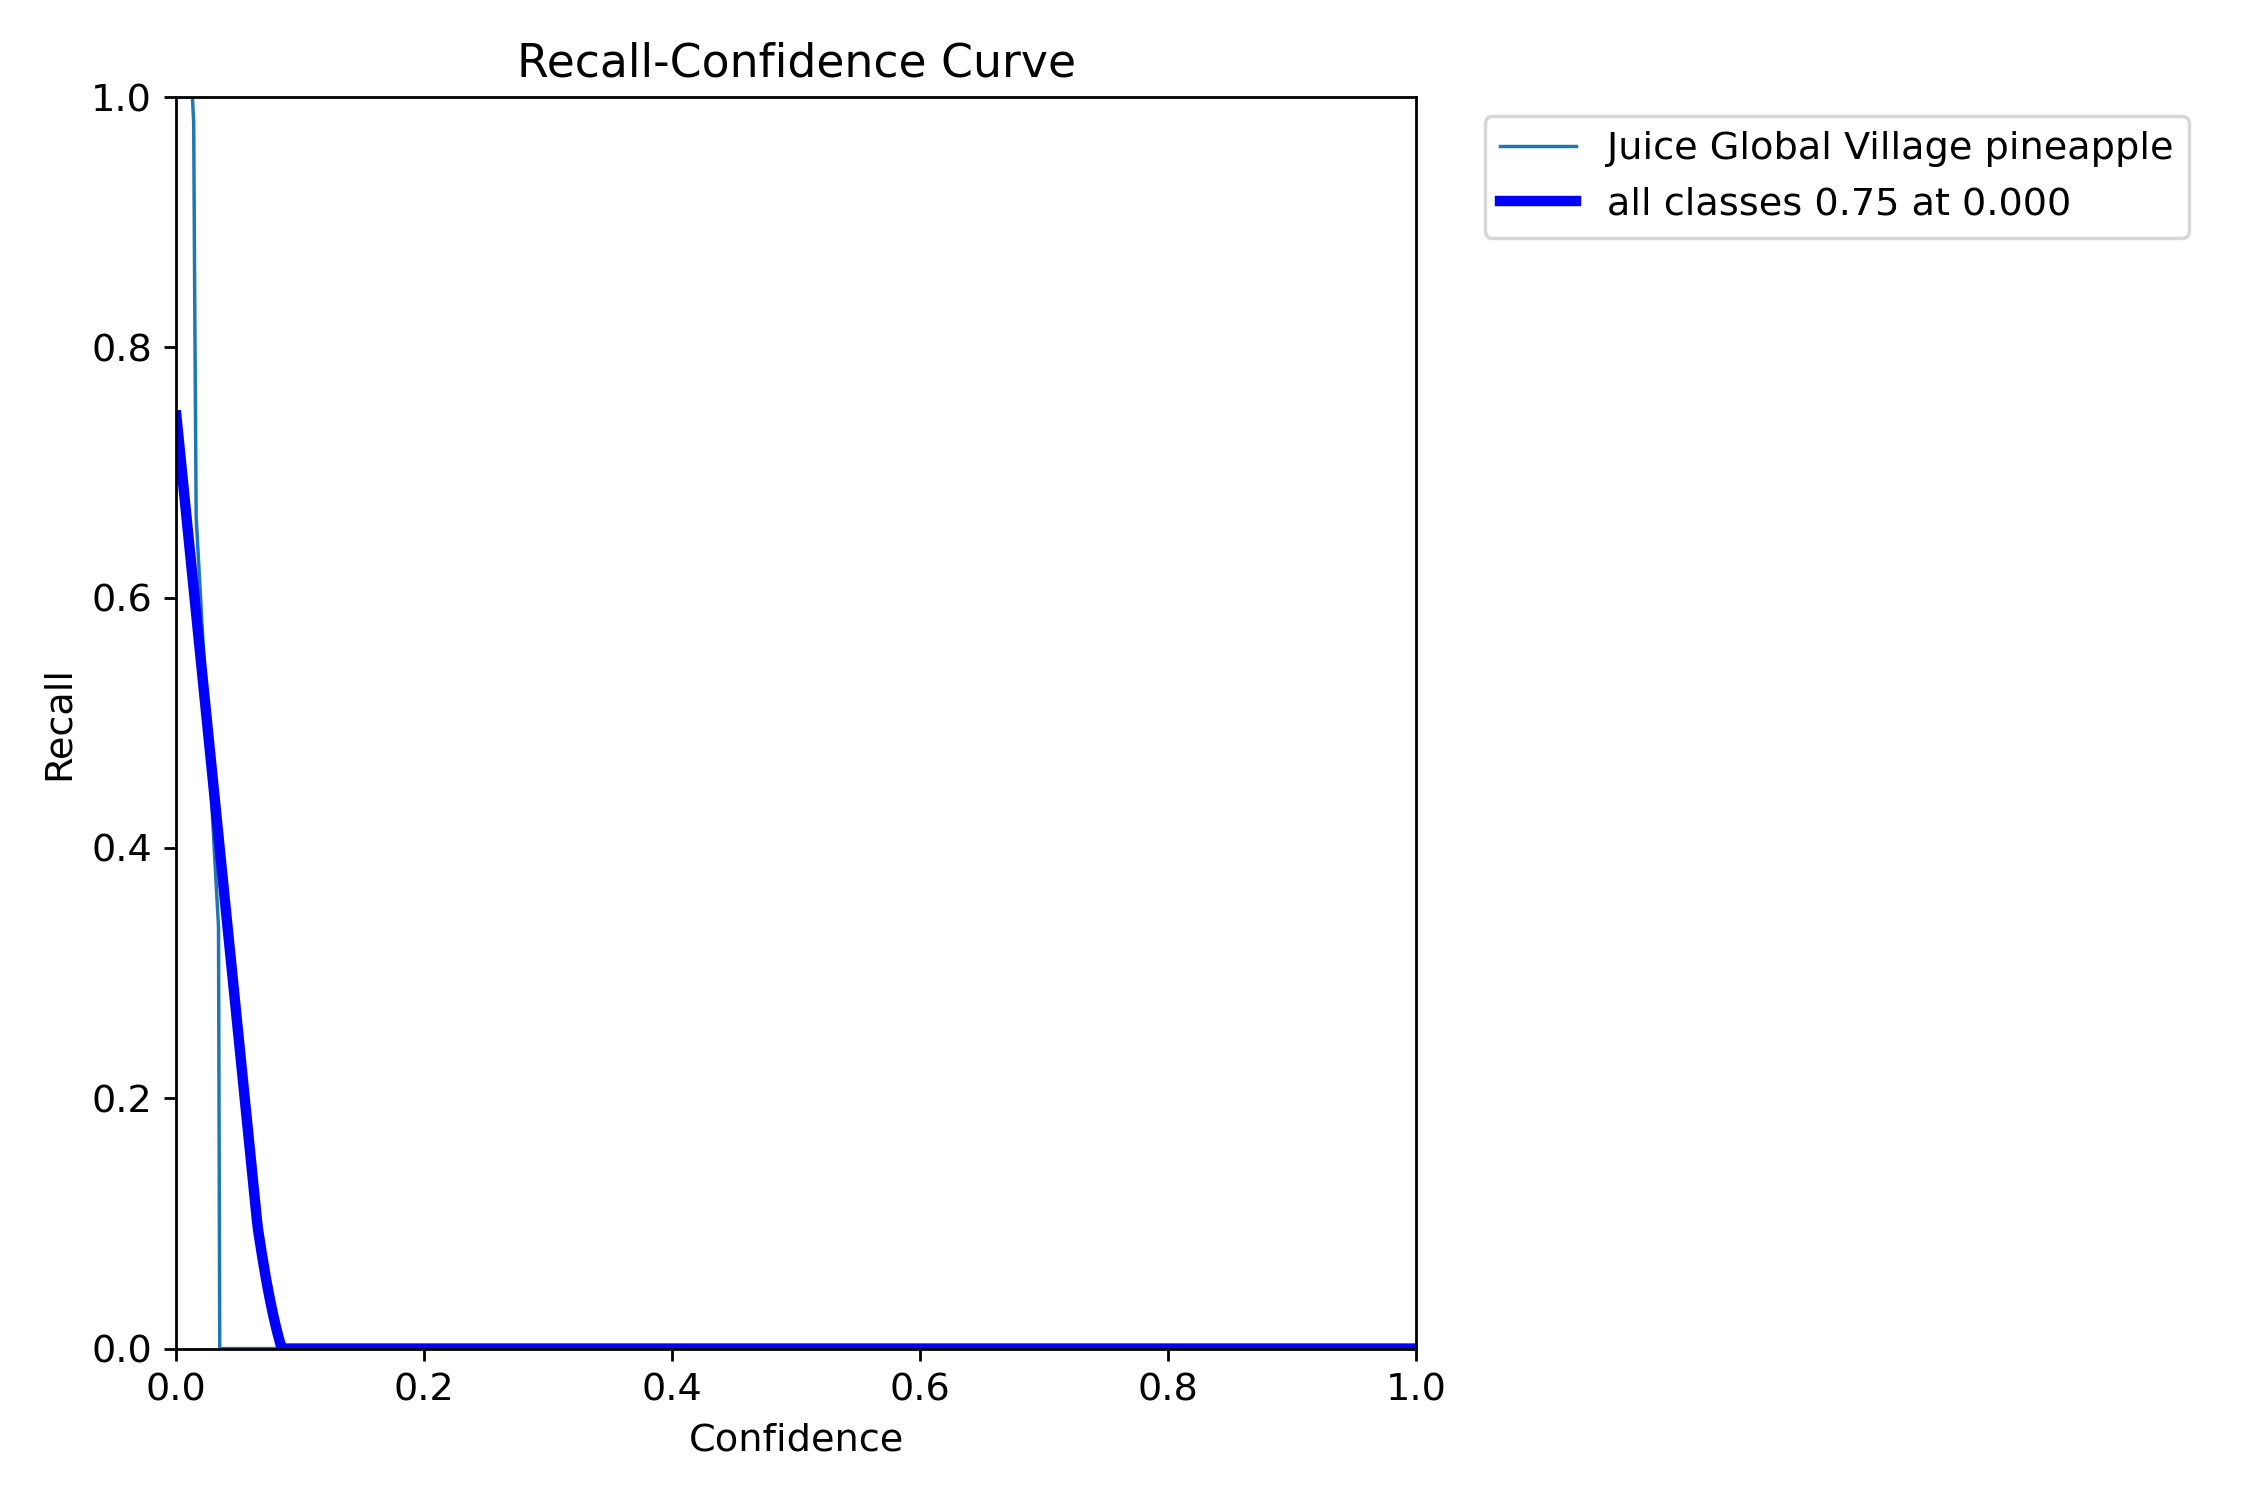 Recall-Confidence Curve
Juice Global Village pineapple
all classes 0.75 at 0.000
1.0
0.8
0.6
0.4
0.2
0.0
Recall
0.0 0.2 0.4 0.6 0.8 1.0
Confidence